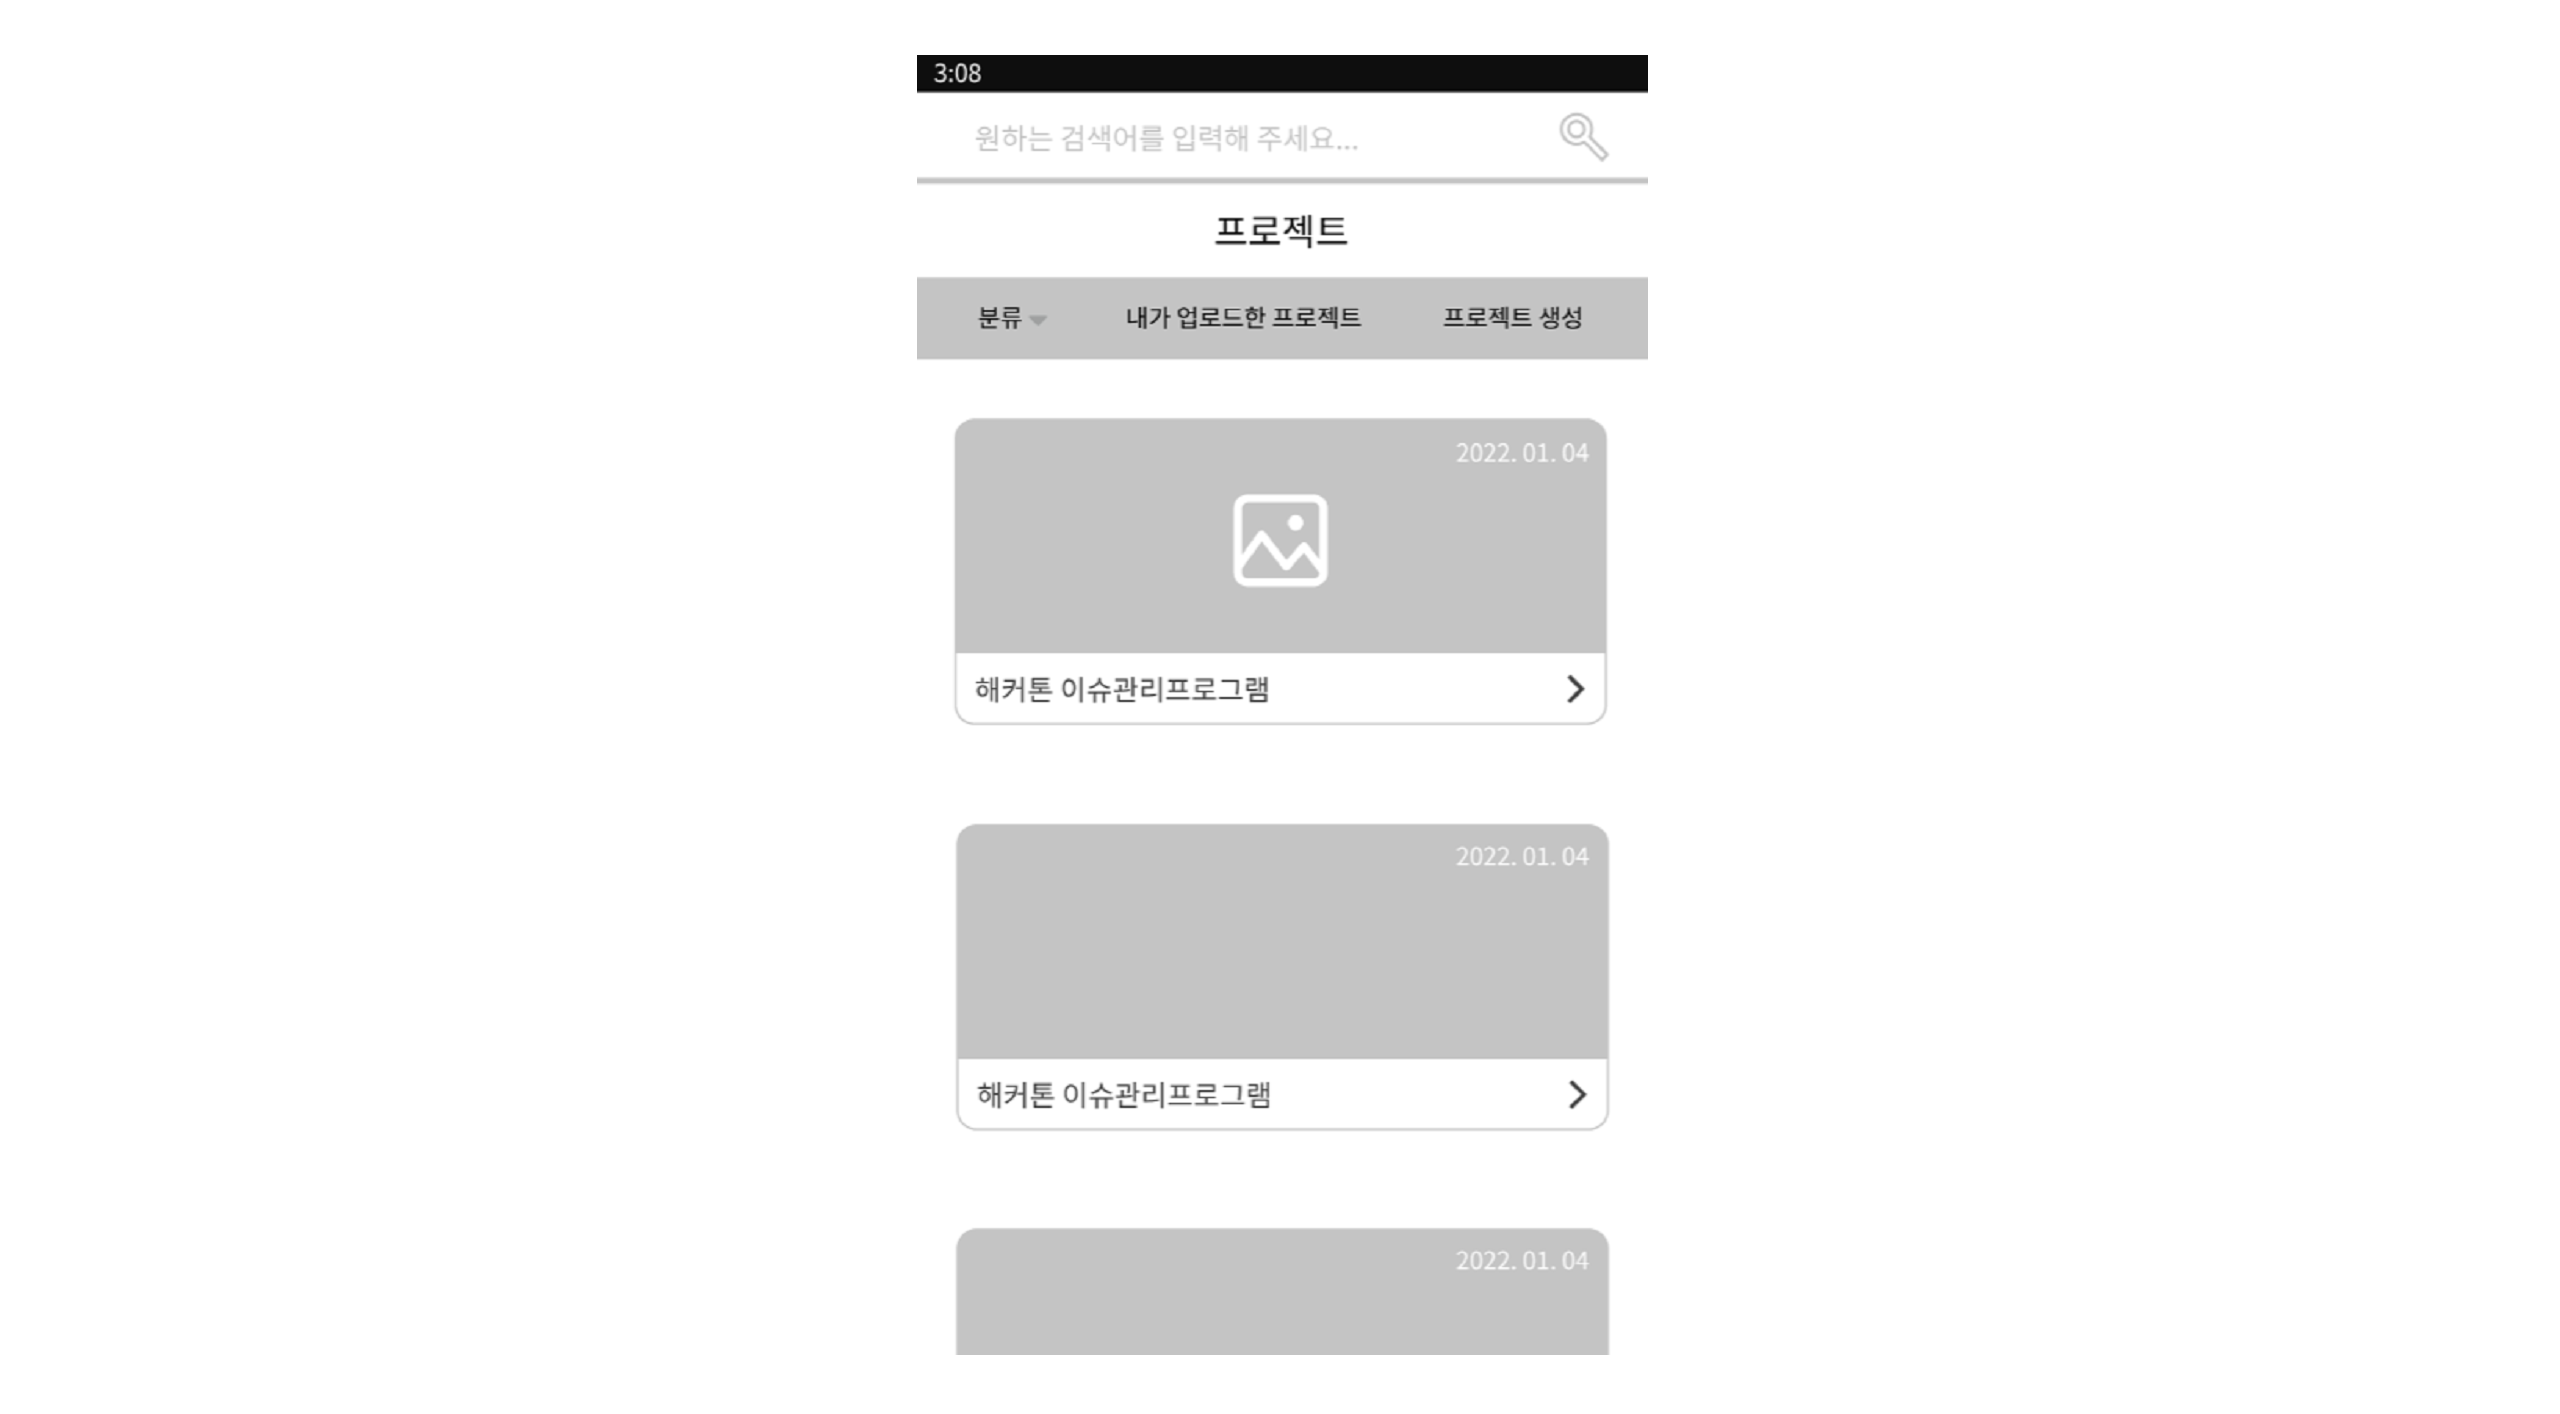 3:08
원하는 검색어를 입력해 주세요...
프로젝트
분류 내가 업로드한 프로젝트 프로젝트 생성
2022. 01. 04
해커톤 이슈관리프로그램
2022. 01. 04
해커톤 이슈관리프로그램
2022. 01. 04